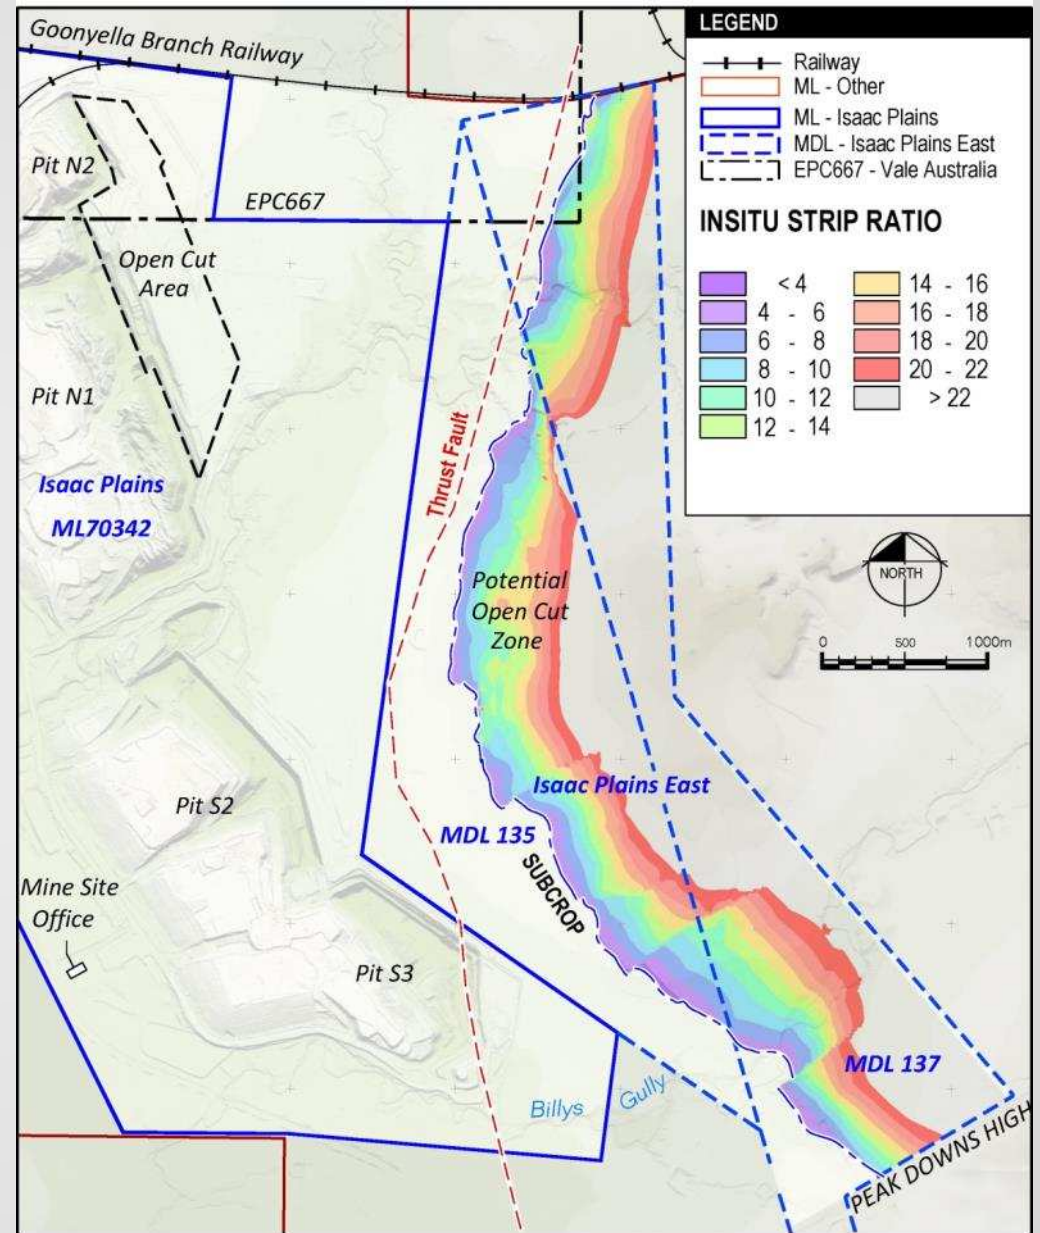 Goonyella Branch Railway
LEGEND
Railway
ML - Other
ML - Isaac Plains
MDL - Isaac Plains East
EPC667 - Vale Australia
INSITU STRIP RATIO
< 4
4 - 6
6 - 8
8 - 10
10 - 12
12 - 14
14 - 16
16 - 18
18 - 20
20 - 22
> 22
Pit N2
EPC667
Open Cut
Area
Pit N1
Isaac Plains
ML70342
Thrust Fault
Potential
Open Cut
Zone
NORTH
0 500 1000m
Isaac Plains East
Pit S2
MDL 135
SUBCROP
Mine Site
Office
Pit S3
MDL 137
Billys Gully
PEAK DOWNS HIGH